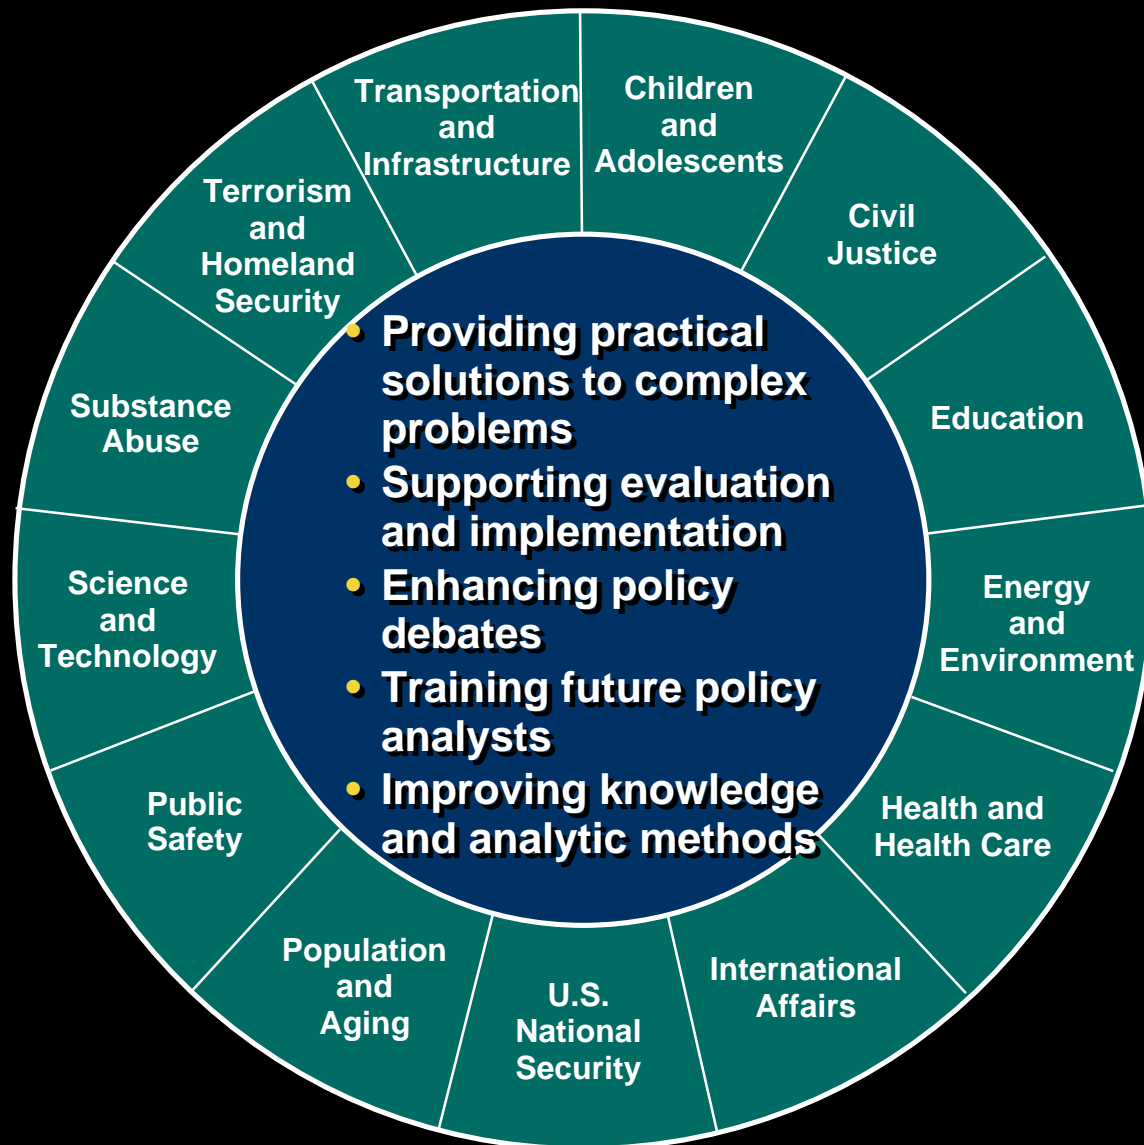 Transportation
and
Infrastructure
Children
and
Adolescents
Civil
Justice
Education
Energy
and
Environment
Health and
Health Care
International
Affairs
U.S.
National
Security
Population
and
Aging
Public
Safety
Science
and
Technology
Substance
Abuse
Terrorism
and
Homeland
Security
• Providing practical
solutions to complex
problems
• Supporting evaluation
and implementation
• Enhancing policy
debates
• Training future policy
analysts
• Improving knowledge
and analytic methods